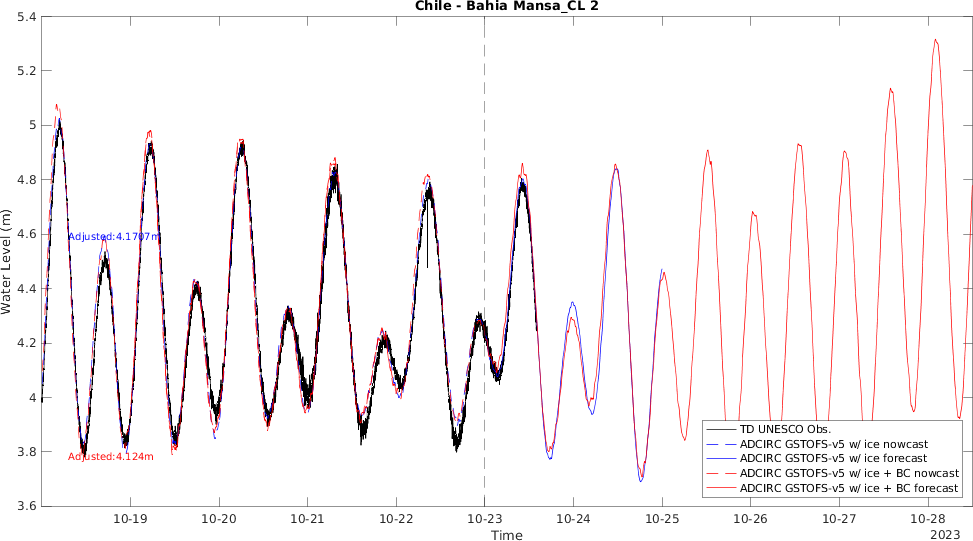 Chile - Bahia Mansa_CL 2
5.4
5.2
5
4.8
4.6
4.4
4.2
4
3.8
3.6
Water Level (m)
Adjusted:4.1707m
Adjusted:4.124m
TD UNESCO Obs.
ADCIRC GSTOFS-v5 w/ ice nowcast
ADCIRC GSTOFS-v5 w/ ice forecast
ADCIRC GSTOFS-v5 w/ ice + BC nowcast
ADCIRC GSTOFS-v5 w/ ice + BC forecast
10-19 10-20 10-21 10-22 10-23 10-24 10-25 10-26 10-27 10-28
2023
Time